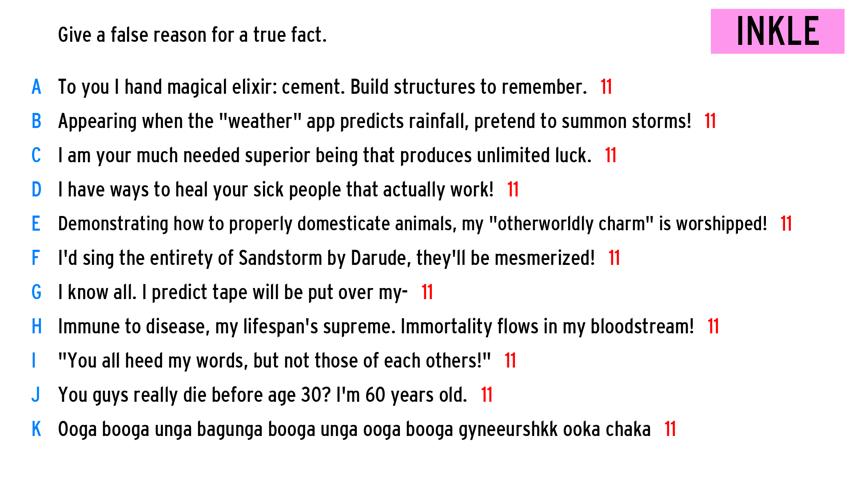 Give a false reason for a true fact.
INKLE
A To you I hand magical elixir: cement. Build structures to remember. 11
B Appearing when the "weather" app predicts rainfall, pretend to summon storms! 11
C I am your much needed superior being that produces unlimited luck. 11
D I have ways to heal your sick people that actually work! 11
E Demonstrating how to properly domesticate animals, my "otherworldly charm" is worshipped! 11
F I'd sing the entirety of Sandstorm by Darude, they'll be mesmerized! 11
G I know all. I predict tape will be put over my- 11
H Immune to disease, my lifespan's supreme. Immortality flows in my bloodstream! 11
I "You all heed my words, but not those of each others!" 11
J You guys really die before age 30? I'm 60 years old. 11
K Ooga booga unga bagunga booga unga ooga booga gyneeurshkk ooka chaka 11